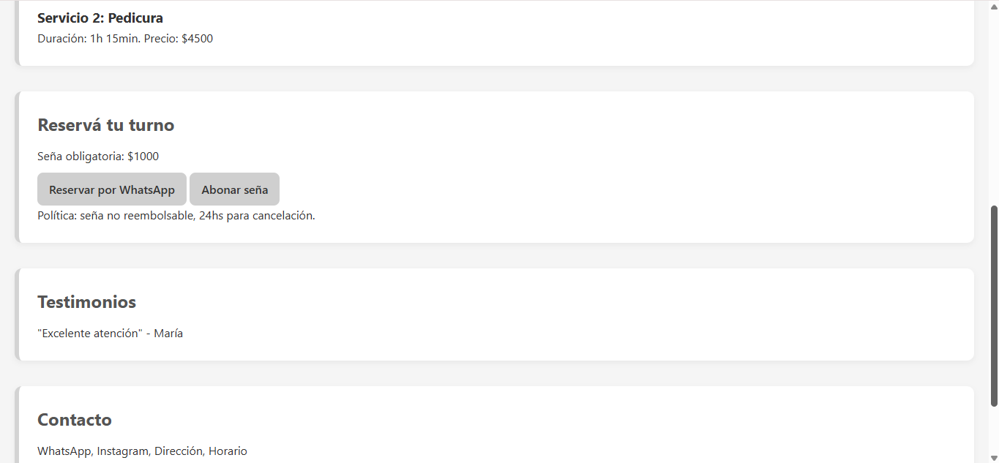 Servicio 2: Pedicura
Duración: 1h 15min. Precio: $4500
Reservá tu turno
Seña obligatoria: $1000
Reservar por WhatsApp
Abonar seña
Política: seña no reembolsable, 24hs para cancelación.
Testimonios
"Excelente atención" - María
Contacto
WhatsApp, Instagram, Dirección, Horario